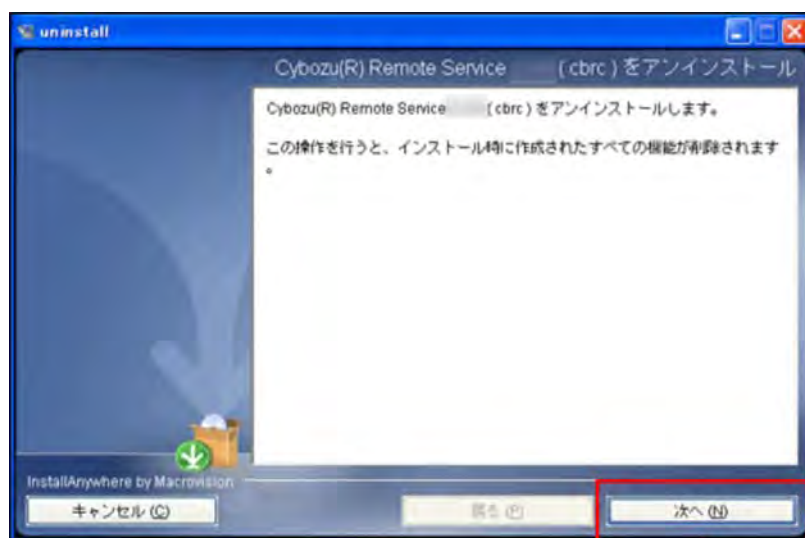 uninstall
Cybozu(R) Remote Service ( cbrc ) をアンインストール
Cybozu(R) Remote Service ( cbrc ) をアンインストールします。
この操作を行うと、インストール時に作成されたすべての機能が削除されます
。
InstallAnywhere by Macrovision
キャンセル (C) 戻る (P) 次へ (N)